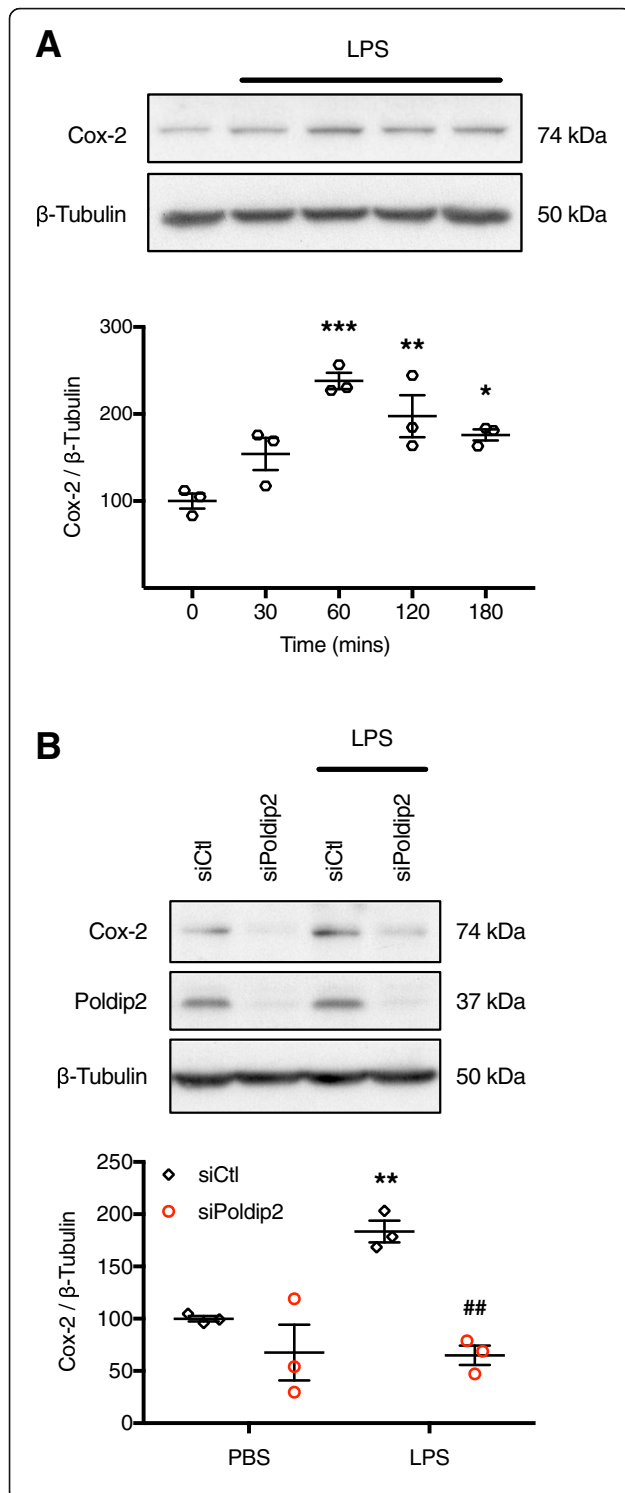 A
LPS
Cox-2
74 kDa
β-Tubulin
50 kDa
Cox-2 / β-Tubulin
300
200
100
***
**
*
0 30 60 120 180
Time (mins)
B
LPS
siCtl siPoldip2 siCtl siPoldip2
Cox-2
74 kDa
Poldip2
37 kDa
β-Tubulin
50 kDa
Cox-2 / β-Tubulin
250
200
150
100
50
0
siCtl
siPoldip2
**
##
PBS LPS